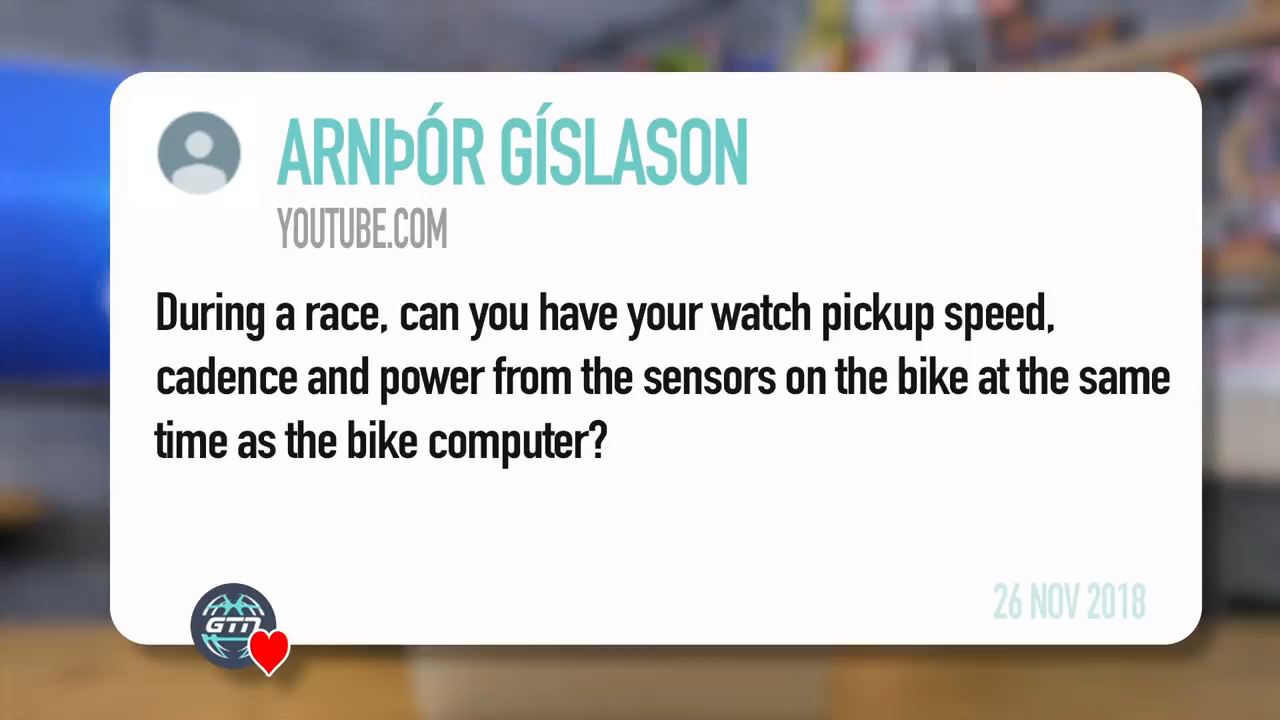 ARNÞÓR GÍSLASON
YOUTUBE.COM
During a race, can you have your watch pickup speed,
cadence and power from the sensors on the bike at the same
time as the bike computer?
26 NOV 2018
GTN